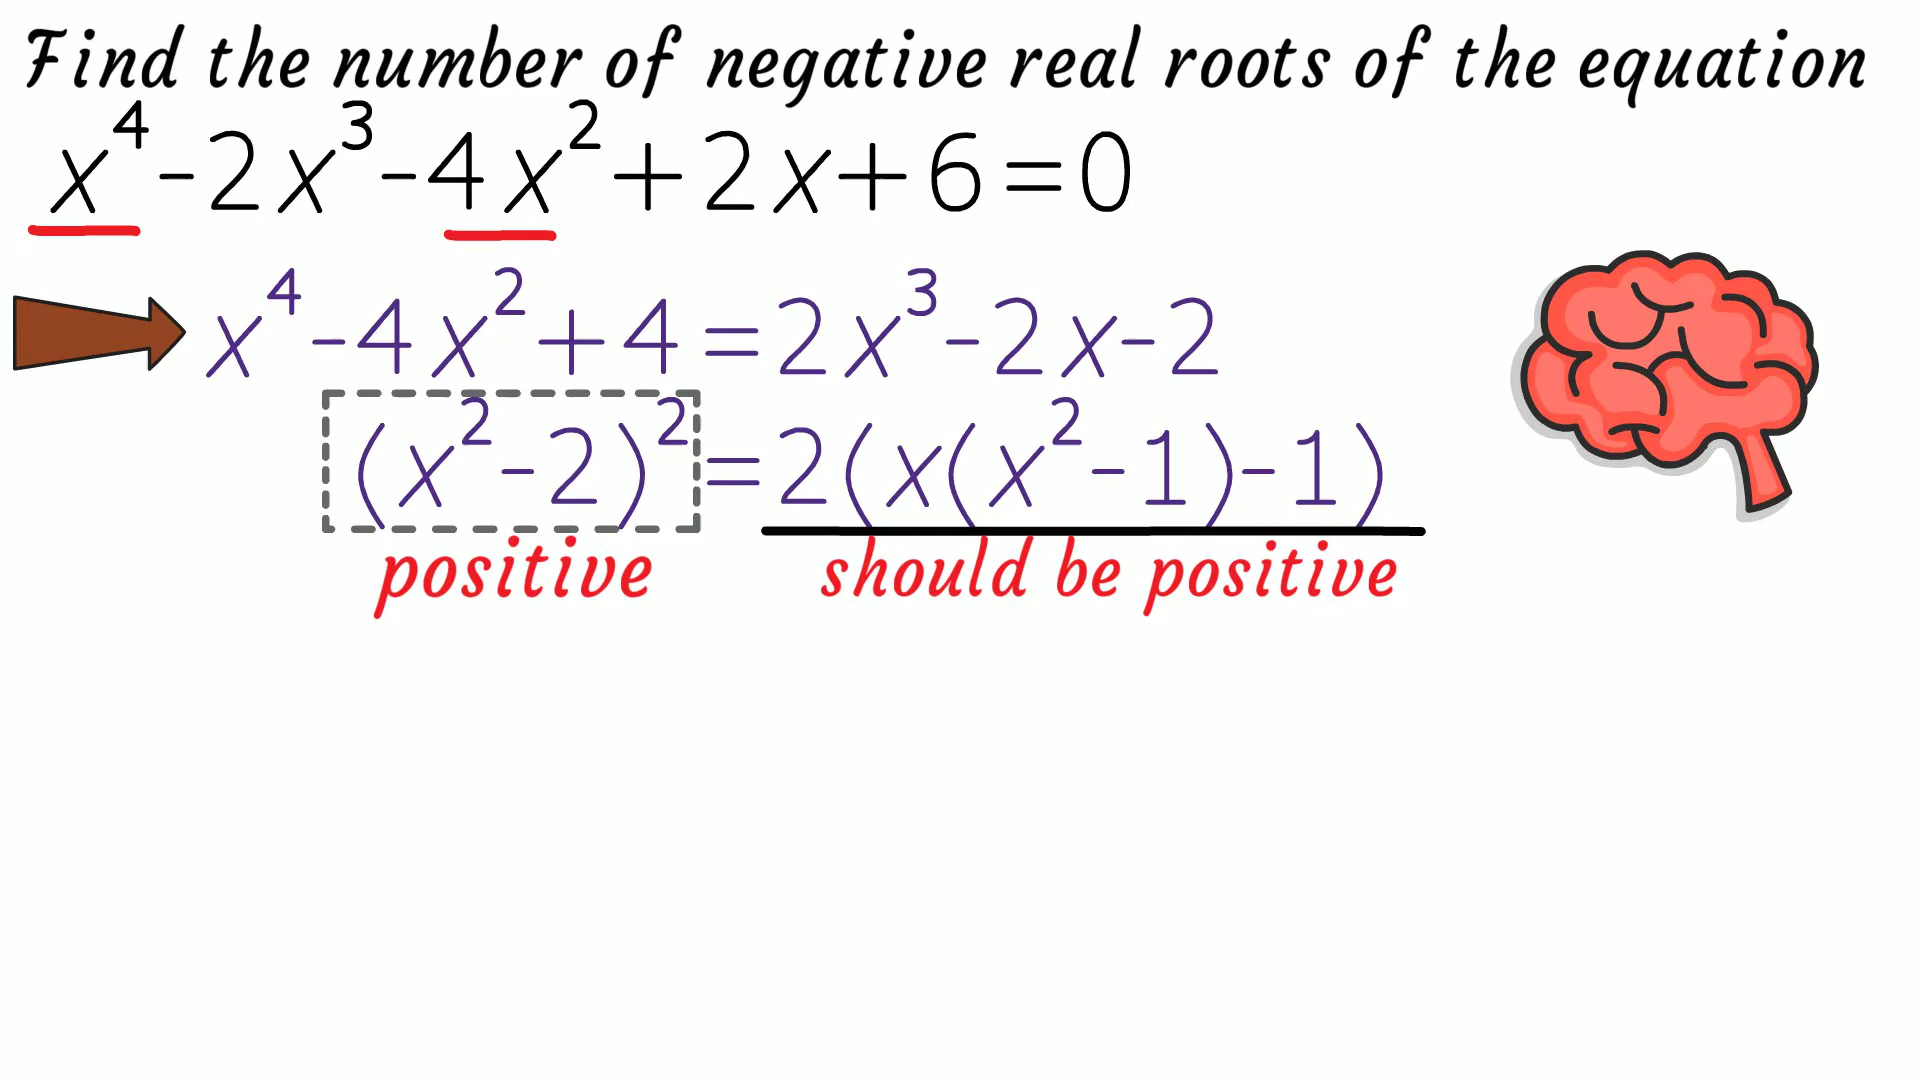 Find the number of negative real roots of the equation
x⁴-2x³-4x²+2x+6=0
x⁴-4x²+4=2x³-2x-2
(x²-2)²=2(x(x²-1)-1)
positive should be positive